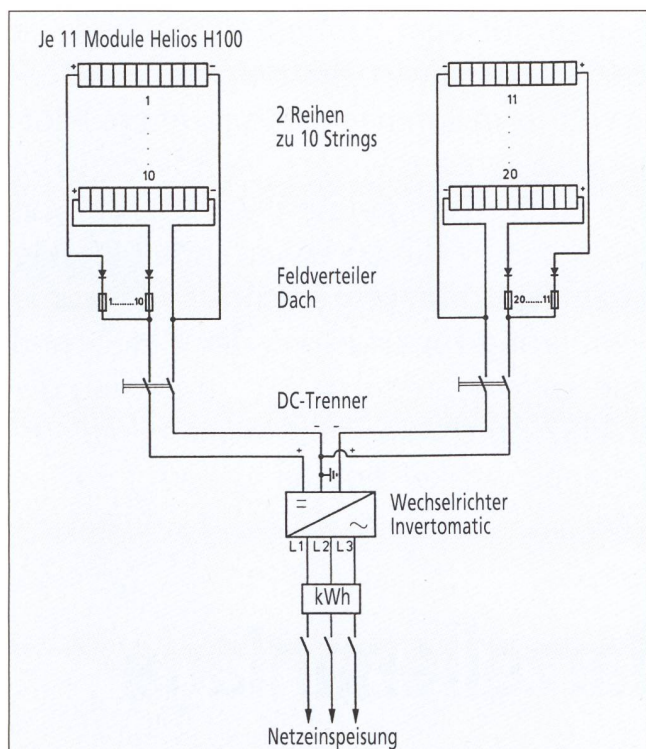 Je 11 Module Helios H100
+ - - +
1 11
2 Reihen
zu 10 Strings
10 20
+ - - +
Feldverteiler
Dach
1......10 20......11
DC-Trenner
- -
+ +
Wechselrichter
Invertomatic
L1 L2 L3
kWh
Netzeinspeisung